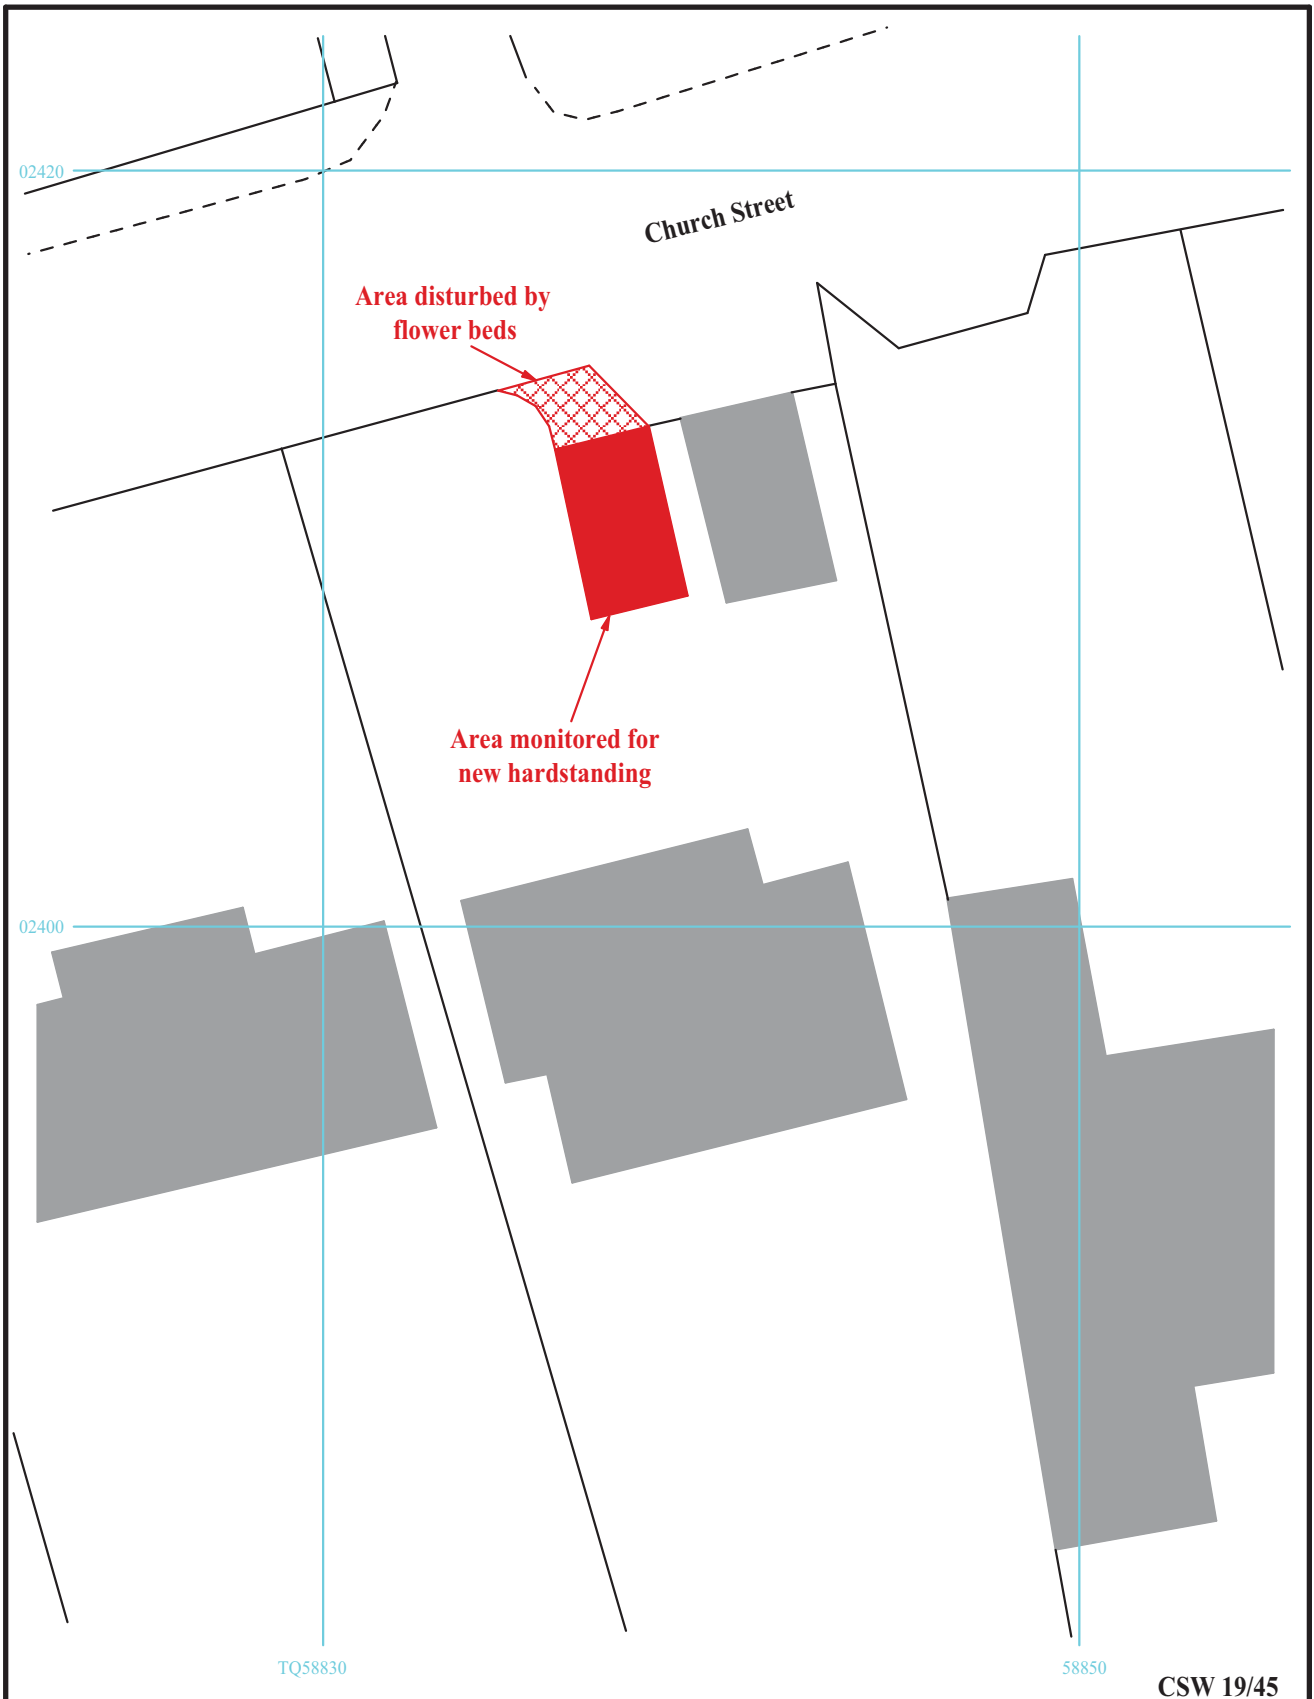 02420
Church Street
Area disturbed by
flower beds
Area monitored for
new hardstanding
02400
TQ58830
58850
CSW 19/45